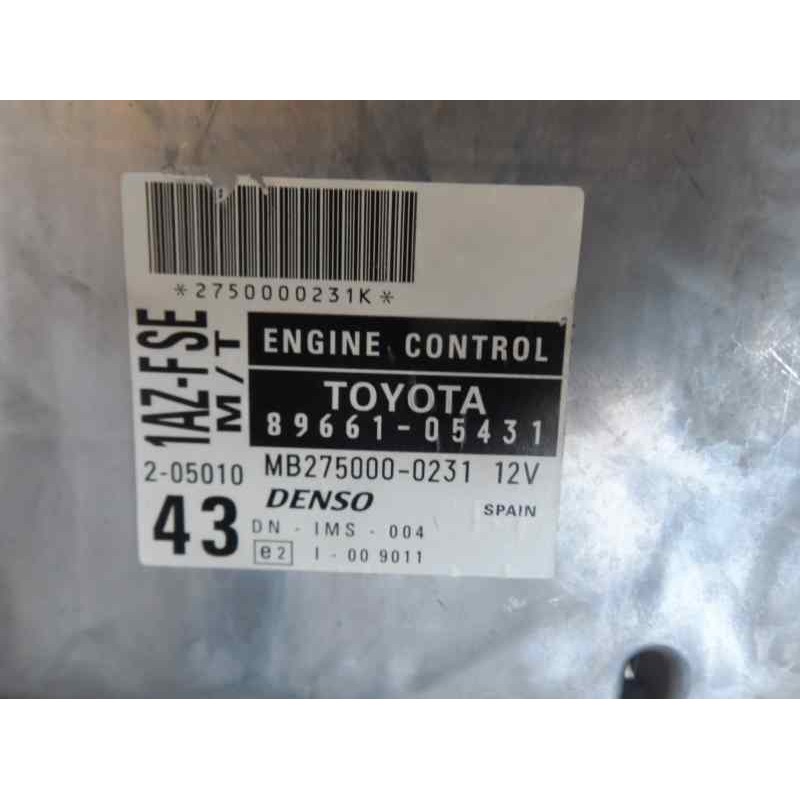 *2750000231K*
1AZ-FSE
M/T
ENGINE CONTROL
TOYOTA
89661-05431
2-05010 MB275000-0231 12V
43 DENSO SPAIN
DN - IMS - 004
e2 I - 00 9011